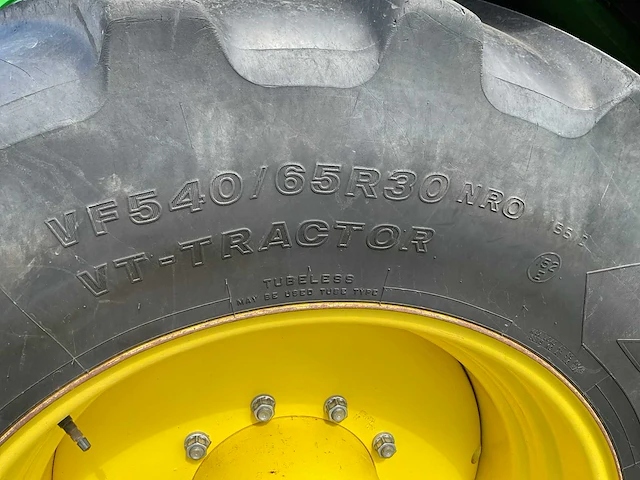 VF540/65R30 NRO
VT-TRACTOR
TUBELESS
MAY BE USED TUBE TYPE